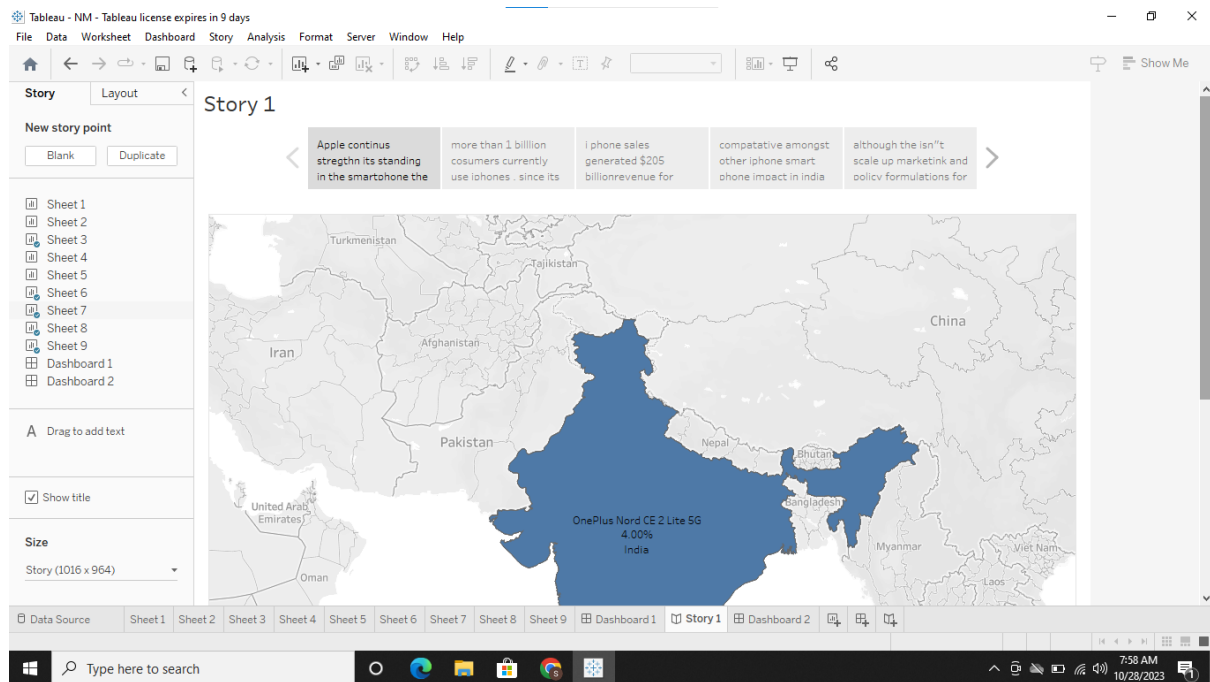 Tableau - NM - Tableau license expires in 9 days
File Data Worksheet Dashboard Story Analysis Format Server Window Help
Show Me
Story Layout
Story 1
New story point
Blank Duplicate
Apple continus
stregthn its standing
in the smartphone the
more than 1 billlion
cosumers currently
use iphones . since its
i phone sales
generated $205
billionrevenue for
compatative amongst
other iphone smart
phone impact in india
although the isn"t
scale up marketink and
policy formulations for
Sheet 1
Sheet 2
Sheet 3
Sheet 4
Sheet 5
Sheet 6
Sheet 7
Sheet 8
Sheet 9
Dashboard 1
Dashboard 2
A Drag to add text
Show title
Size
Story (1016 x 964)
Turkmenistan
Tajikistan
China
Iran
Afghanistan
Pakistan
Nepal
Bhutan
United Arab
Emirates
Bangladesh
OnePlus Nord CE 2 Lite 5G
4.00%
India
Myanmar
Viet Nam
Laos
Oman
Data Source Sheet 1 Sheet 2 Sheet 3 Sheet 4 Sheet 5 Sheet 6 Sheet 7 Sheet 8 Sheet 9 Dashboard 1 Story 1 Dashboard 2
Type here to search
7:58 AM
10/28/2023
1